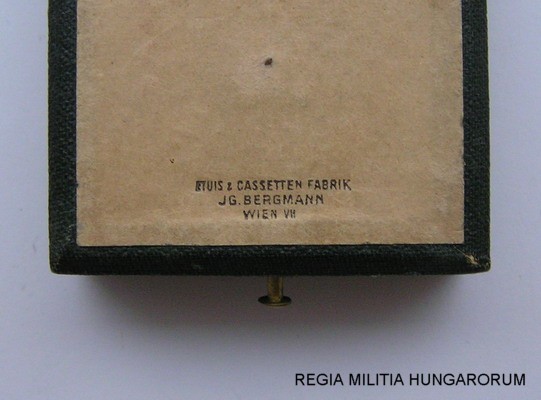 ETUIS & CASSETTEN FABRIK
JG. BERGMANN
WIEN VII
REGIA MILITIA HUNGARORUM